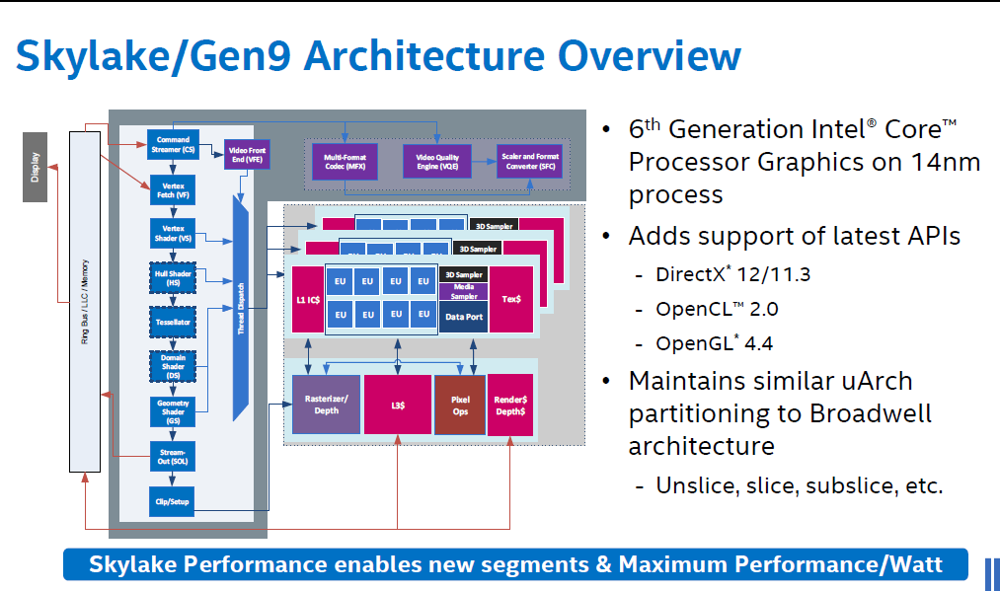 Skylake/Gen9 Architecture Overview
Display
Ring Bus / LLC / Memory
Command
Streamer (CS)
Vertex
Fetch (VF)
Vertex
Shader (VS)
Hull Shader
(HS)
Tessellator
Domain
Shader
(DS)
Geometry
Shader
(GS)
Stream-
Out (SOL)
Clip/Setup
Video Front
End (VFE)
Thread Dispatch
Multi-Format
Codec (MFX)
Video Quality
Engine (VQE)
Scaler and Format
Converter (SFC)
3D Sampler
3D Sampler
L1 IC$
EU EU EU EU
EU EU EU EU
3D Sampler
Media
Sampler
Data Port
Tex$
Rasterizer/
Depth
L3$
Pixel
Ops
Render$
Depth$
• 6th Generation Intel® Core™
Processor Graphics on 14nm
process
• Adds support of latest APIs
- DirectX* 12/11.3
- OpenCL™ 2.0
- OpenGL* 4.4
• Maintains similar uArch
partitioning to Broadwell
architecture
- Unslice, slice, subslice, etc.
Skylake Performance enables new segments & Maximum Performance/Watt